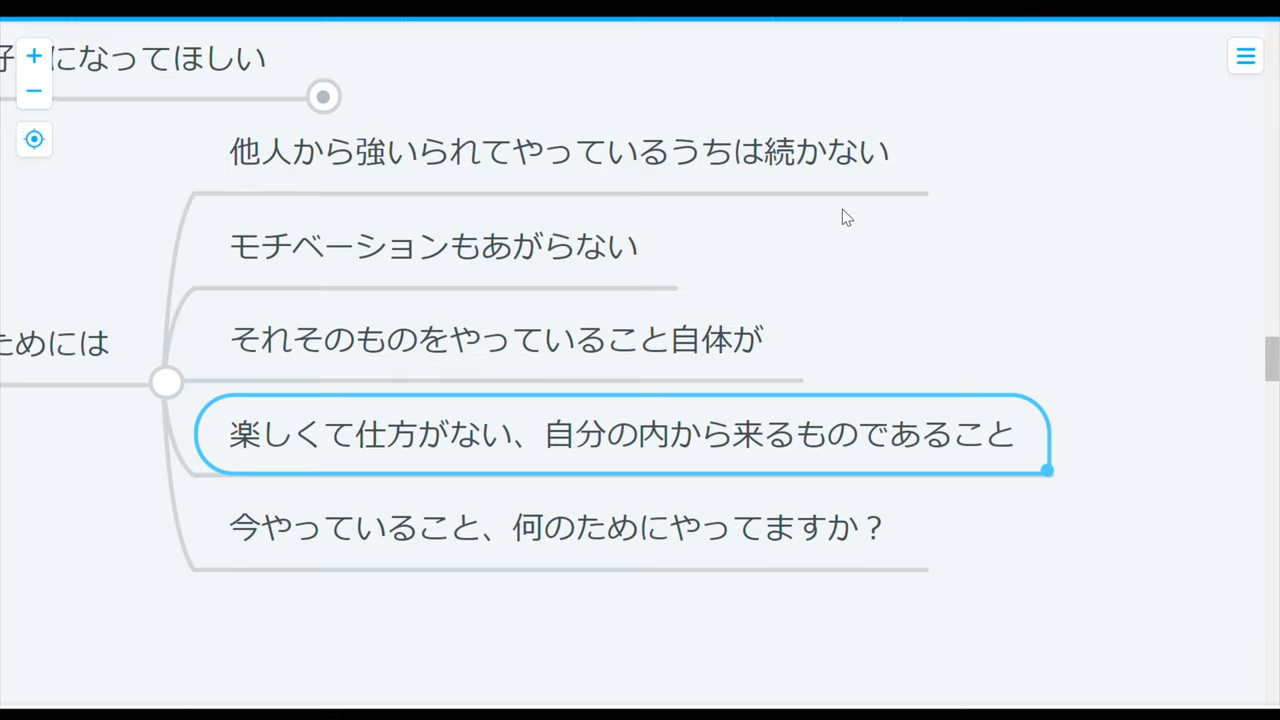 になってほしい
他人から強いられてやっているうちは続かない
モチベーションもあがらない
それそのものをやっていること自体が
ためには
楽しくて仕方がない、自分の内から来るものであること
今やっていること、何のためにやってますか？